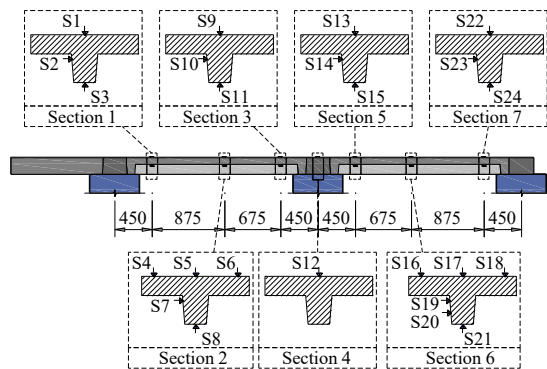 S1 S9 S13 S22
S2 S10 S14 S23
S3 S11 S15 S24
Section 1 Section 3 Section 5 Section 7
450 875 675 450 450 675 875 450
S4 S5 S6 S12 S16 S17 S18
S7 S19
S20
S8 S21
Section 2 Section 4 Section 6